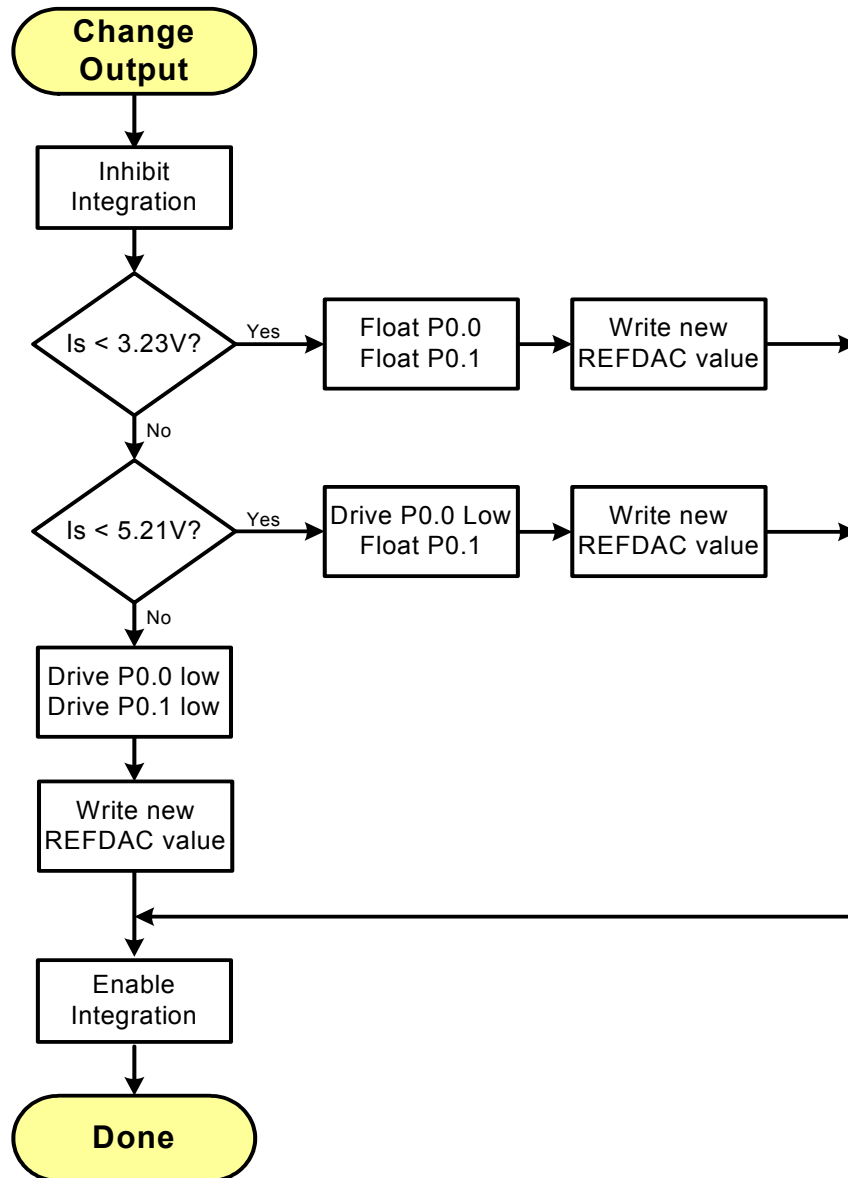 Change
Output
Inhibit
Integration
Is < 3.23V?
Yes
Float P0.0
Float P0.1
Write new
REFDAC value
No
Is < 5.21V?
Yes
Drive P0.0 Low
Float P0.1
Write new
REFDAC value
No
Drive P0.0 low
Drive P0.1 low
Write new
REFDAC value
Enable
Integration
Done